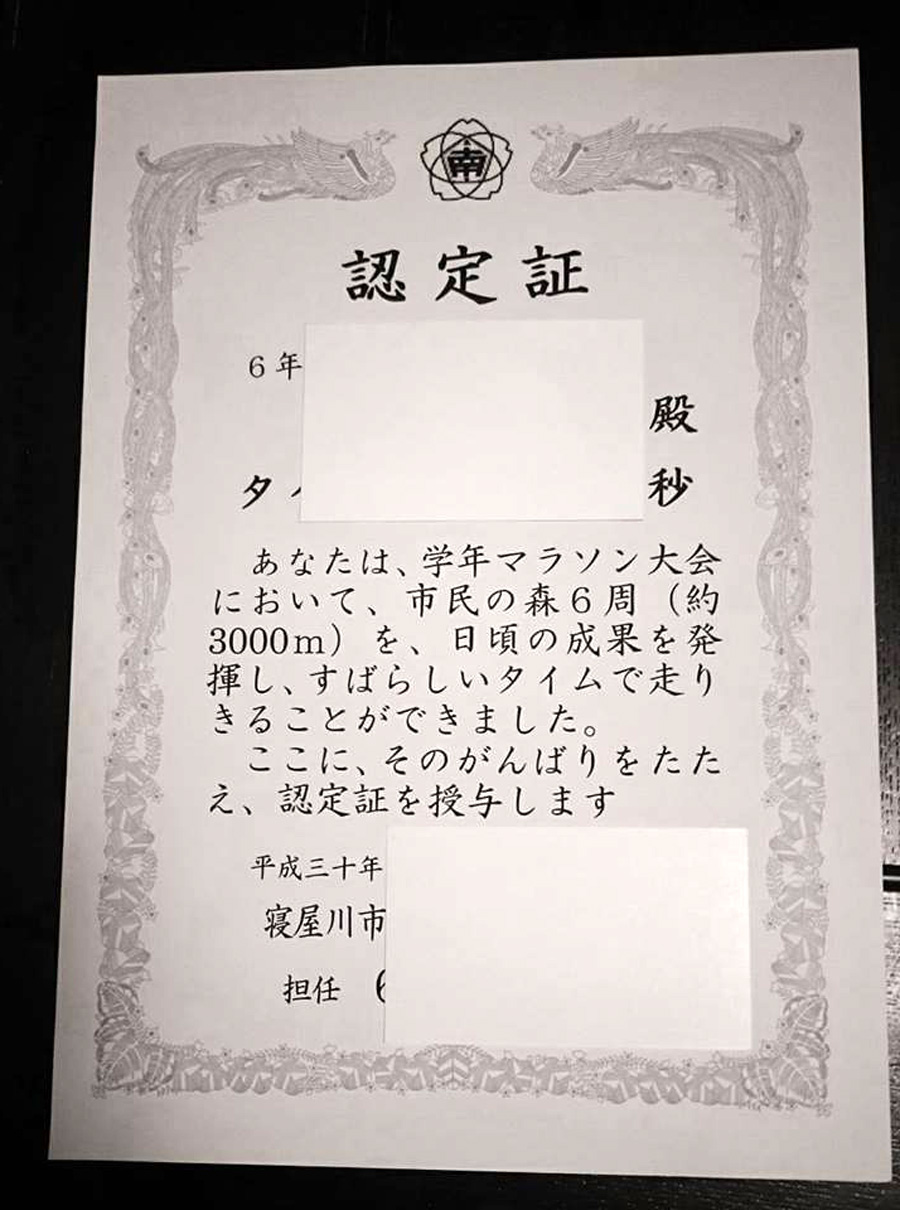 南
認定証
6年
殿
タイ
秒
あなたは、学年マラソン大会
において、市民の森6周（約
3000m）を、日頃の成果を発
揮し、すばらしいタイムで走り
きることができました。
ここに、そのがんばりをたた
え、認定証を授与します
平成三十年
寝屋川市
担任 6